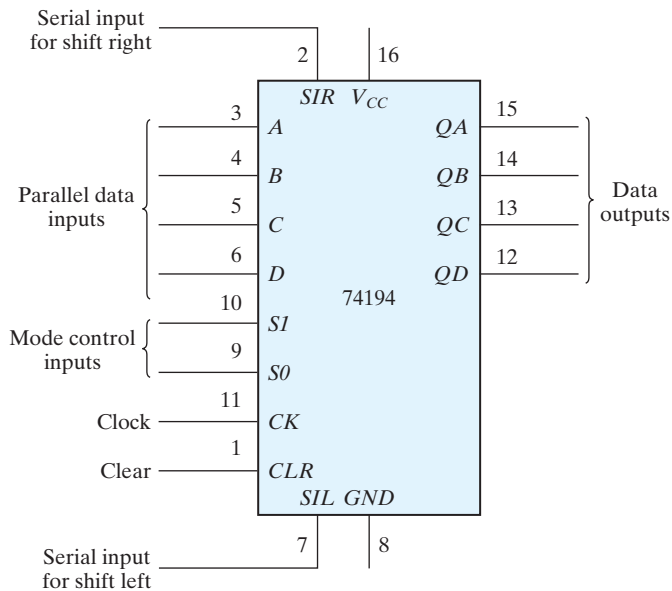 Serial input
for shift right
2
16
SIR
V_CC
3
A
QA
15
4
B
QB
14
Parallel data
inputs
5
C
QC
13
Data
outputs
6
D
QD
12
74194
10
S1
Mode control
inputs
9
S0
11
Clock
CK
1
Clear
CLR
SIL
GND
7
8
Serial input
for shift left